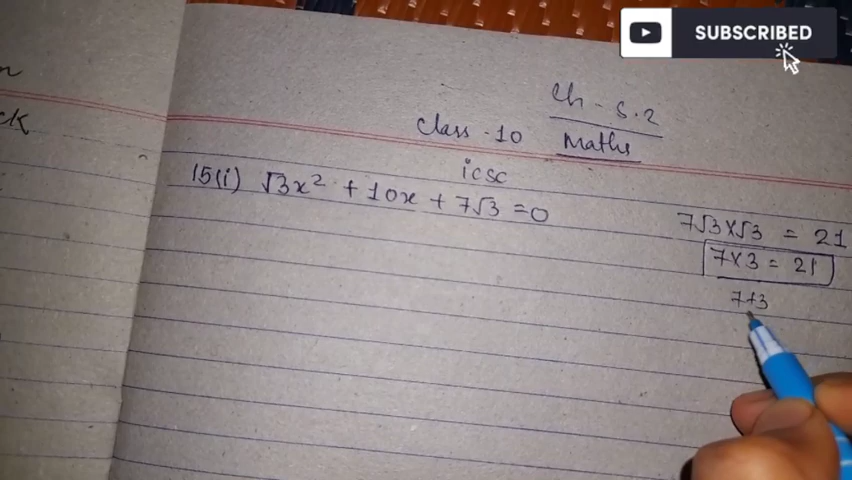 SUBSCRIBED
Ch - 5.2
Class - 10 Maths
icsc
15(i) √3x² + 10x + 7√3 = 0
7√3 × √3 = 21
7 × 3 = 21
7+3